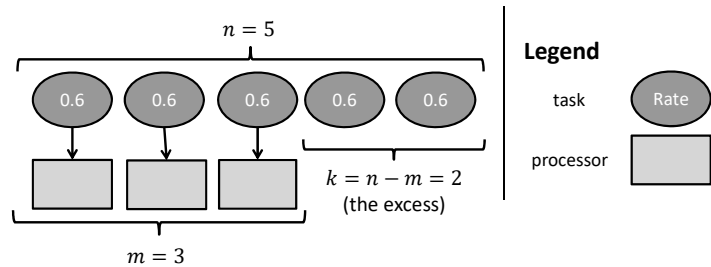 n = 5
0.6 0.6 0.6 0.6 0.6
k = n − m = 2
(the excess)
m = 3
Legend
task Rate
processor